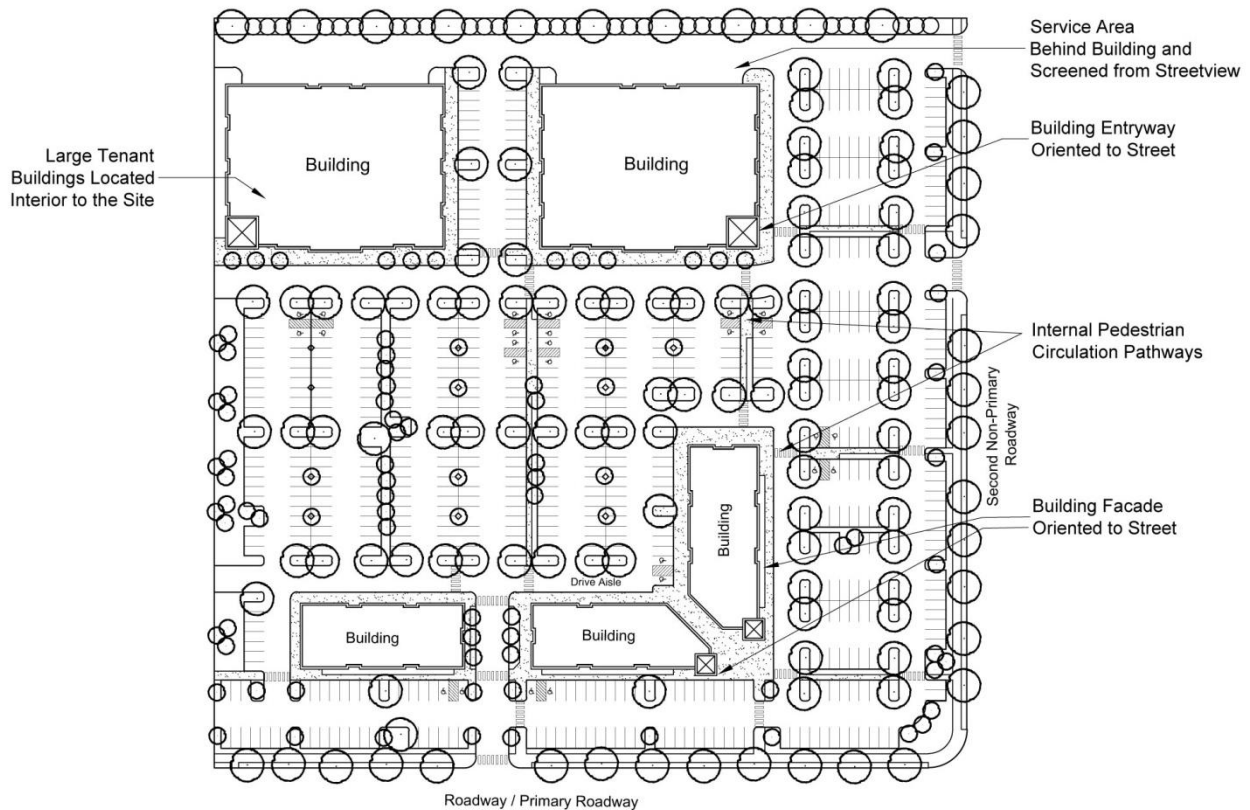 Service Area
Behind Building and
Screened from Streetview
Building Entryway
Oriented to Street
Large Tenant
Buildings Located
Interior to the Site
Building
Building
Internal Pedestrian
Circulation Pathways
Second Non-Primary
Roadway
Building
Building Facade
Oriented to Street
Drive Aisle
Building
Building
Roadway / Primary Roadway